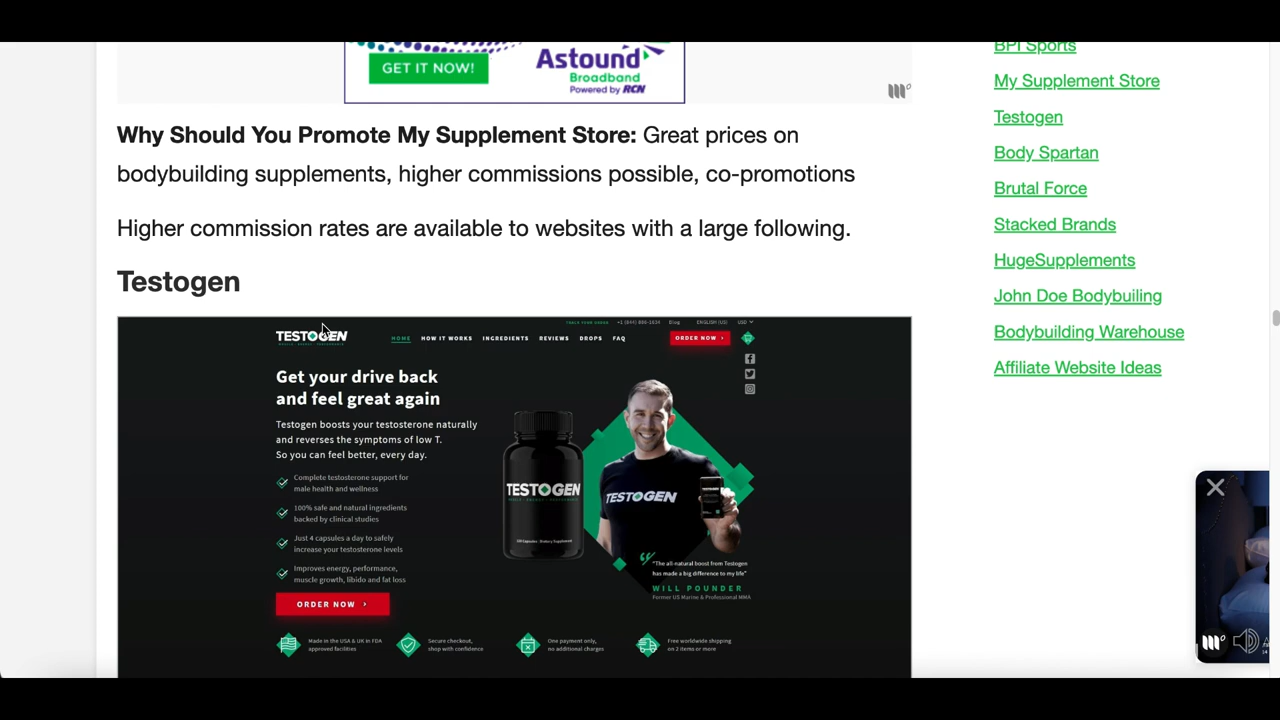 GET IT NOW!
Astound
Broadband
Powered by RCN
Why Should You Promote My Supplement Store: Great prices on
bodybuilding supplements, higher commissions possible, co-promotions
Higher commission rates are available to websites with a large following.
Testogen
TESTOGEN
+1 (844) 886-1634 Blog ENGLISH (US) USD
HOME HOW IT WORKS INGREDIENTS REVIEWS DROPS FAQ ORDER NOW
Get your drive back
and feel great again
Testogen boosts your testosterone naturally
and reverses the symptoms of low T.
So you can feel better, every day.
Complete testosterone support for
male health and wellness
100% safe and natural ingredients
backed by clinical studies
Just 4 capsules a day to safely
increase your testosterone levels
Improves energy, performance,
muscle growth, libido and fat loss
ORDER NOW
TESTOGEN
TESTOGEN
"The all-natural boost from Testogen
has made a big difference to my life"
WILL POUNDER
Former US Marine & Professional MMA
Made in the USA & UK in FDA
approved facilities
Secure checkout,
shop with confidence
One payment only,
no additional charges
Free worldwide shipping
on 2 items or more
BPI Sports
My Supplement Store
Testogen
Body Spartan
Brutal Force
Stacked Brands
HugeSupplements
John Doe Bodybuiling
Bodybuilding Warehouse
Affiliate Website Ideas